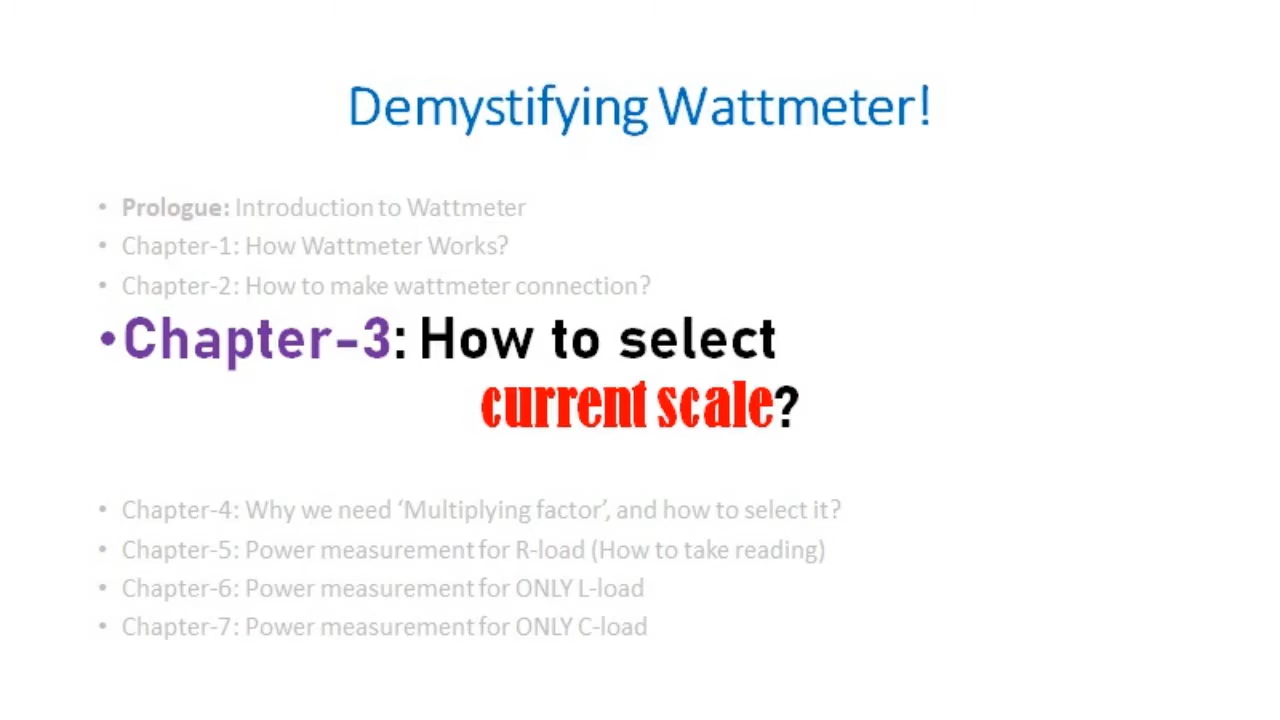 Demystifying Wattmeter!
• Prologue: Introduction to Wattmeter
• Chapter-1: How Wattmeter Works?
• Chapter-2: How to make wattmeter connection?
• Chapter-3: How to select
current scale?
• Chapter-4: Why we need ‘Multiplying factor’, and how to select it?
• Chapter-5: Power measurement for R-load (How to take reading)
• Chapter-6: Power measurement for ONLY L-load
• Chapter-7: Power measurement for ONLY C-load